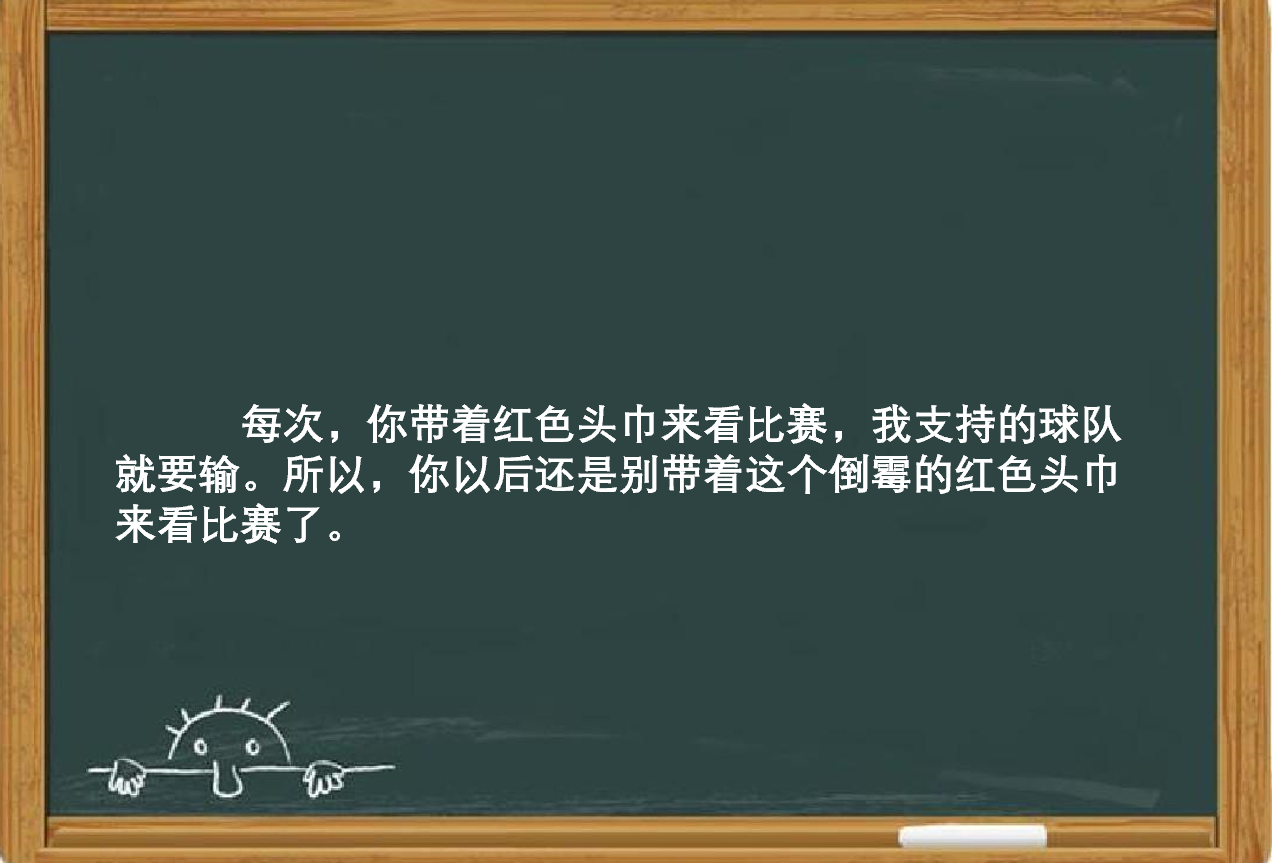 每次，你带着红色头巾来看比赛，我支持的球队
就要输。所以，你以后还是别带着这个倒霉的红色头巾
来看比赛了。